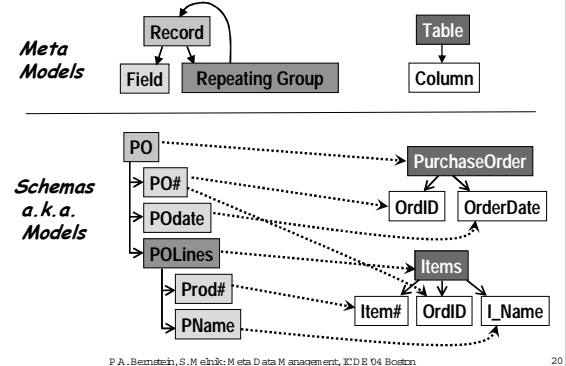 Meta
Models
Record
Field
Repeating Group
Table
Column
Schemas
a.k.a.
Models
PO
PO#
POdate
POLines
Prod#
PName
PurchaseOrder
OrdID
OrderDate
Items
Item#
OrdID
I_Name
P.A. Bernstein, S. Melnik: Meta Data Management, ICDE '04 Boston
20